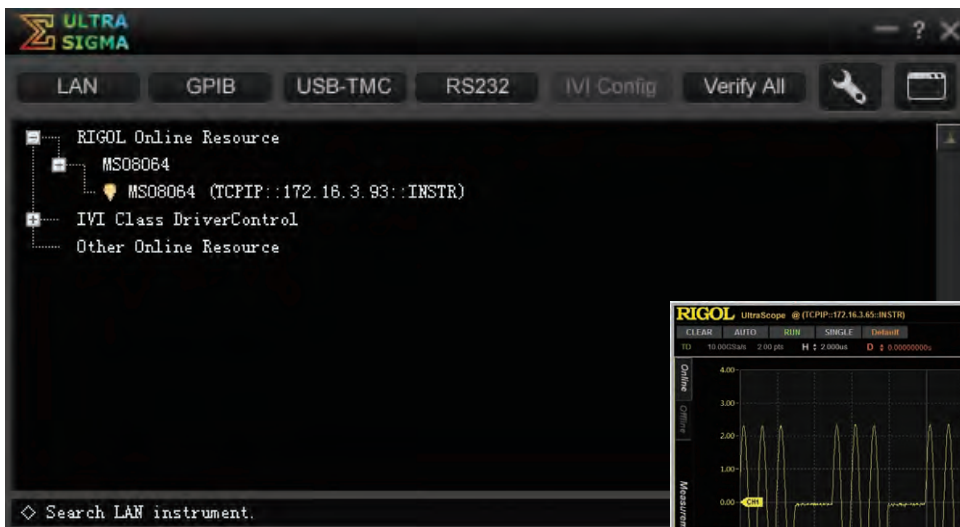 ULTRA
SIGMA
LAN GPIB USB-TMC RS232 IVI Config Verify All
RIGOL Online Resource
MSO8064
MSO8064 (TCPIP::172.16.3.93::INSTR)
IVI Class DriverControl
Other Online Resource
Search LAN instrument.
RIGOL UltraScope @ (TCPIP::172.16.3.65::INSTR)
CLEAR AUTO RUN SINGLE Default
TD 10.00GSa/s 2.00 pts H 2.000us D 0.00000000s
Online
Offline
4.00
3.00
2.00
1.00
0.00 CH1
Measurem